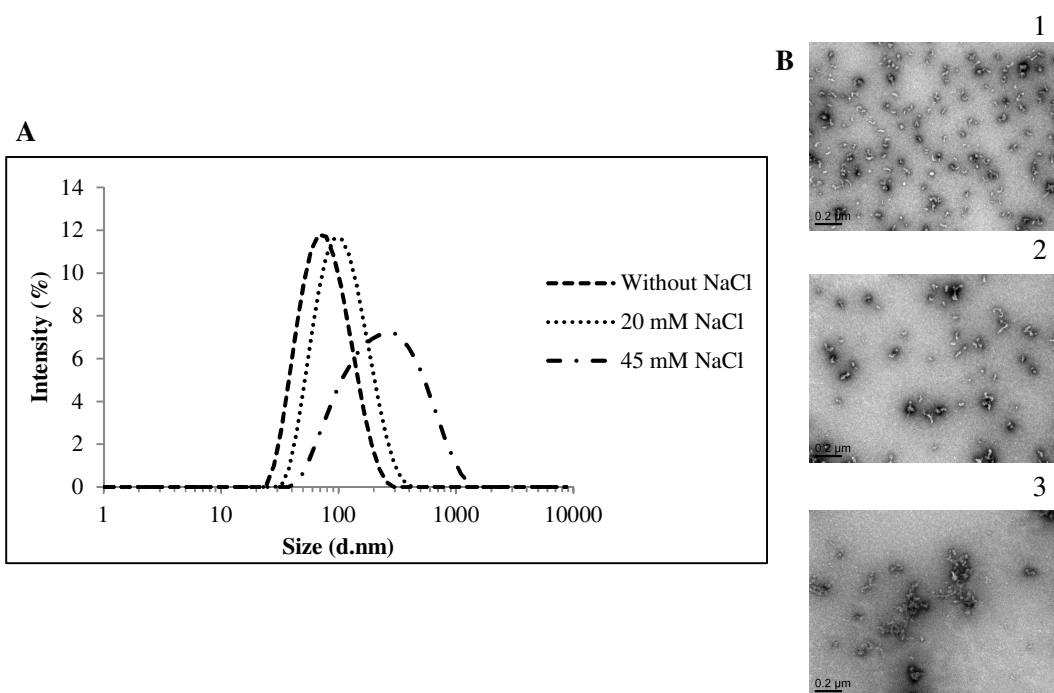 A
14
12
10
8
6
4
2
0
Intensity (%)
1 10 100 1000 10000
Size (d.nm)
Without NaCl
20 mM NaCl
45 mM NaCl
B
1
0.2 µm
2
0.2 µm
3
0.2 µm